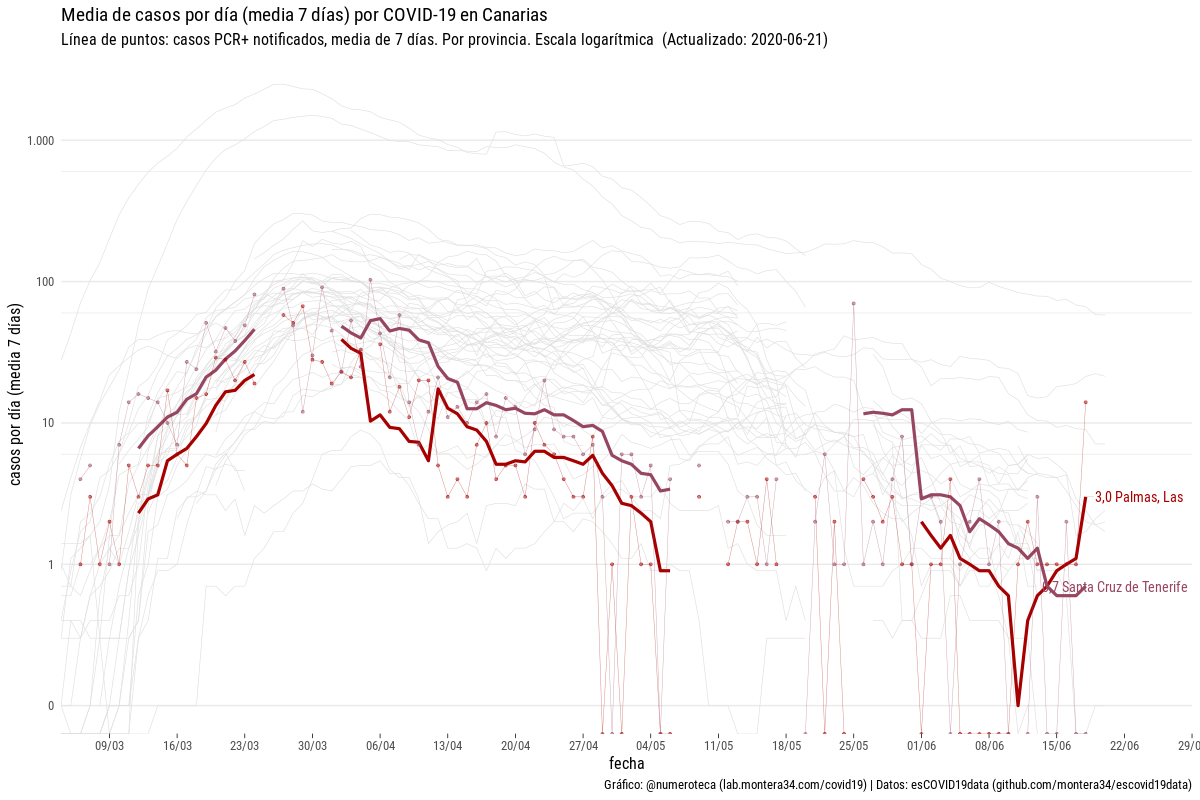 Media de casos por día (media 7 días) por COVID-19 en Canarias
Línea de puntos: casos PCR+ notificados, media de 7 días. Por provincia. Escala logarítmica (Actualizado: 2020-06-21)
casos por día (media 7 días)
1.000
100
10
1
0
3,0 Palmas, Las
0,7 Santa Cruz de Tenerife
09/03 16/03 23/03 30/03 06/04 13/04 20/04 27/04 04/05 11/05 18/05 25/05 01/06 08/06 15/06 22/06 29/0
fecha
Gráfico: @numeroteca (lab.montera34.com/covid19) | Datos: esCOVID19data (github.com/montera34/escovid19data)